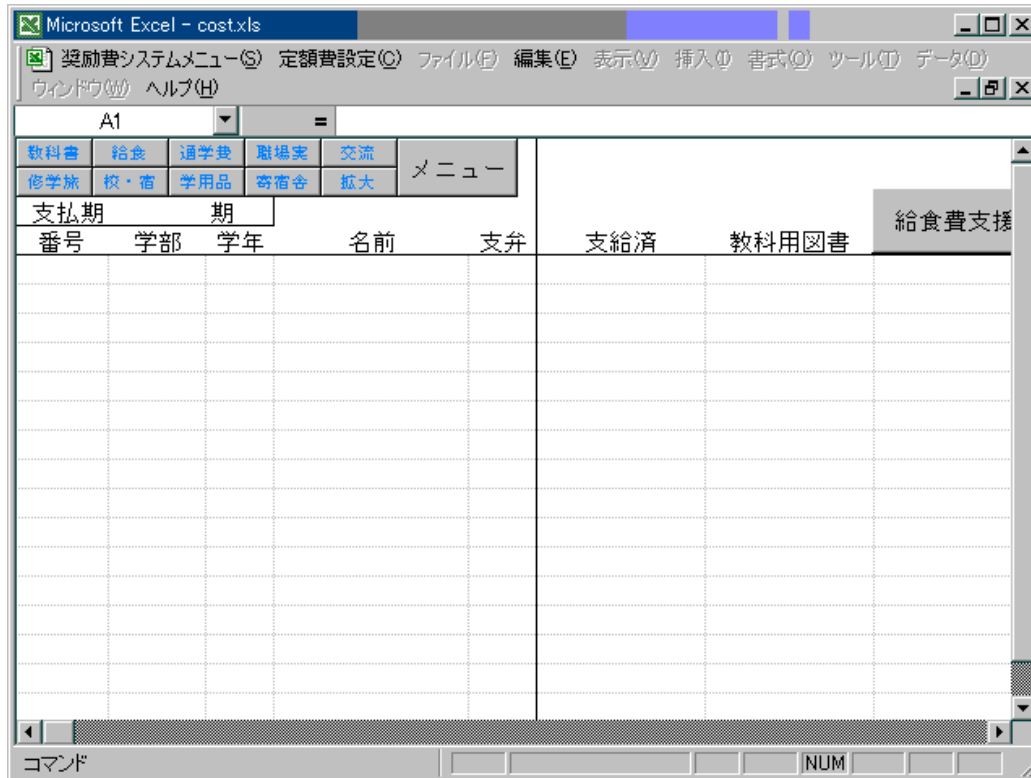 Microsoft Excel - cost.xls
奨励費システムメニュー(S) 定額費設定(C) ファイル(F) 編集(E) 表示(V) 挿入(I) 書式(O) ツール(T) データ(D)
ウィンドウ(W) ヘルプ(H)
A1 =
教科書 給食 通学費 職場実 交流 メニュー
修学旅 校・宿 学用品 寄宿舎 拡大
支払期 期
給食費支援
番号 学部 学年 名前 支弁 支給済 教科用図書
コマンド NUM